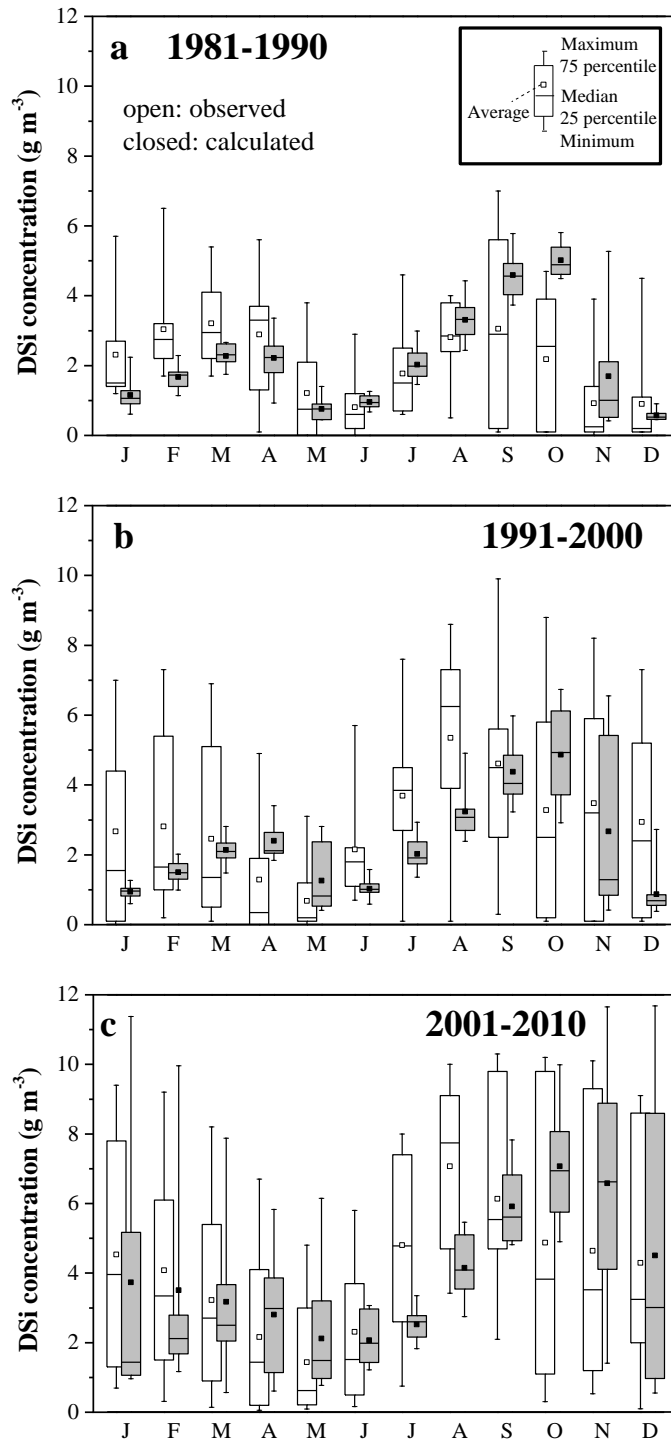 a 1981-1990
open: observed
closed: calculated
Maximum
75 percentile
Average
Median
25 percentile
Minimum
DSi concentration (g m-3)
12
10
8
6
4
2
0
J F M A M J J A S O N D
b 1991-2000
DSi concentration (g m-3)
12
10
8
6
4
2
0
J F M A M J J A S O N D
c 2001-2010
DSi concentration (g m-3)
12
10
8
6
4
2
0
J F M A M J J A S O N D